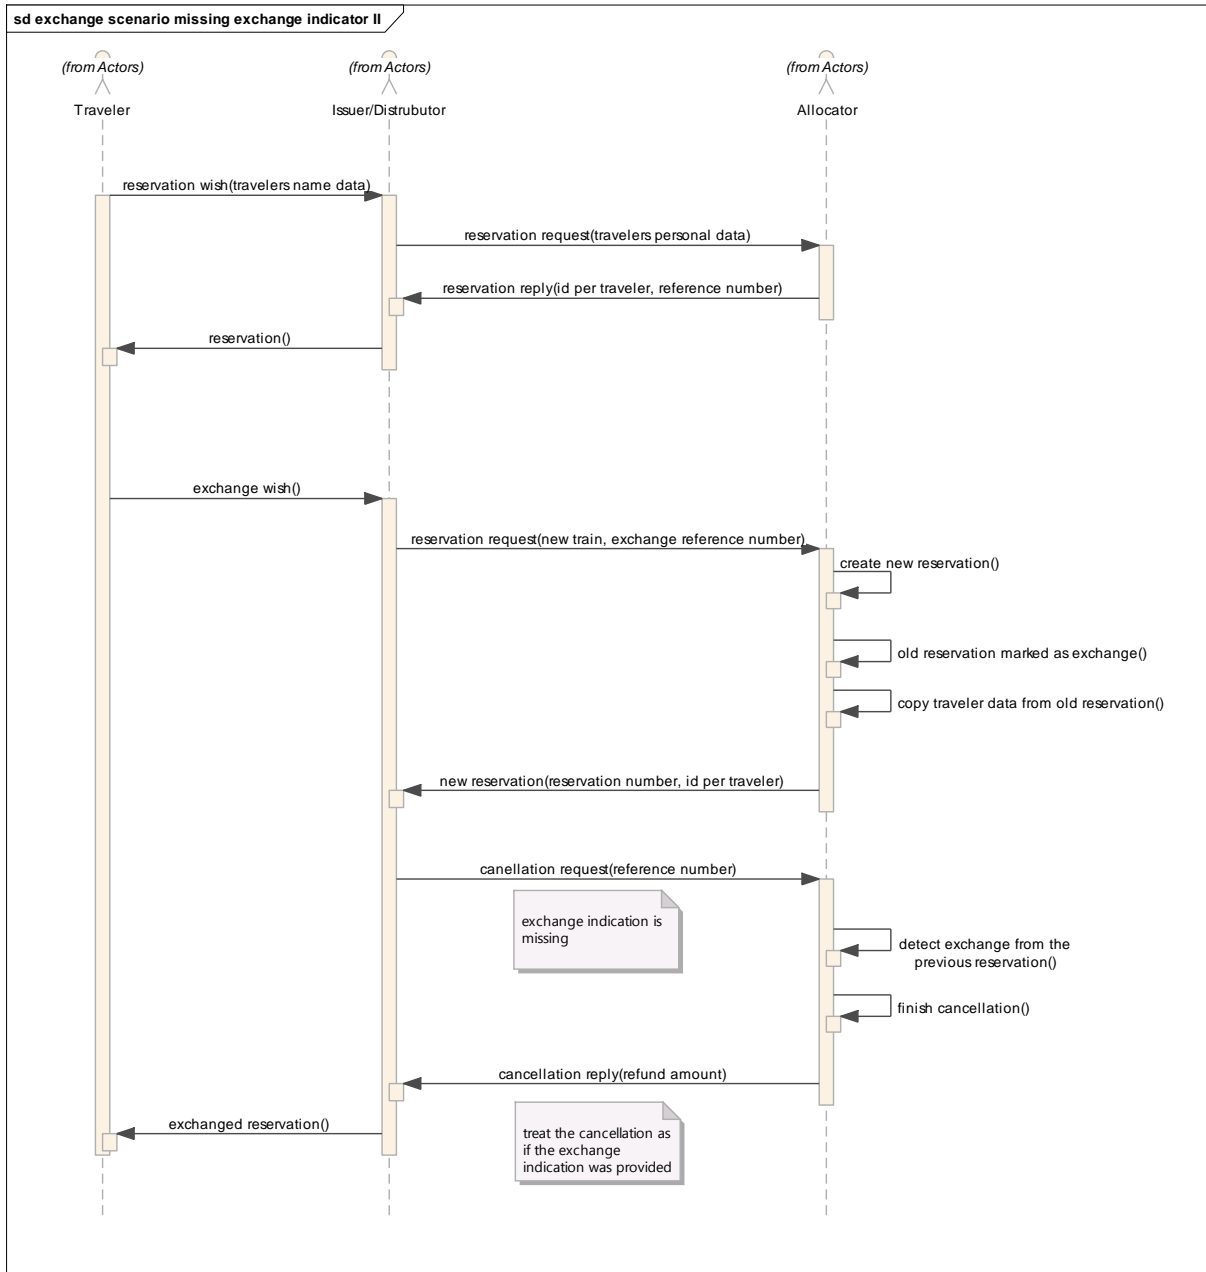 sd exchange scenario missing exchange indicator II
(from Actors)
(from Actors)
(from Actors)
Traveler
Issuer/Distrubutor
Allocator
reservation wish(travelers name data)
reservation request(travelers personal data)
reservation reply(id per traveler, reference number)
reservation()
exchange wish()
reservation request(new train, exchange reference number)
create new reservation()
old reservation marked as exchange()
copy traveler data from old reservation()
new reservation(reservation number, id per traveler)
canellation request(reference number)
exchange indication is
missing
detect exchange from the
previous reservation()
finish cancellation()
cancellation reply(refund amount)
exchanged reservation()
treat the cancellation as
if the exchange
indication was provided